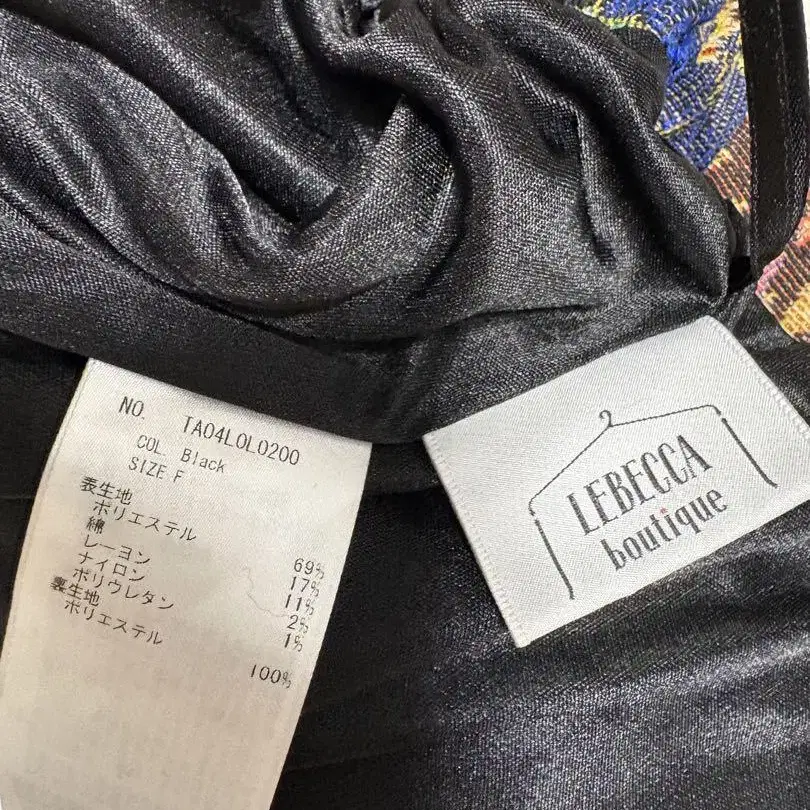 NO. TA04L0L0200
COL. Black
SIZE F
表生地
ポリエステル 69%
綿 17%
レーヨン 11%
ナイロン 2%
ポリウレタン 1%
裏生地
ポリエステル 100%
LEBECCA
boutique